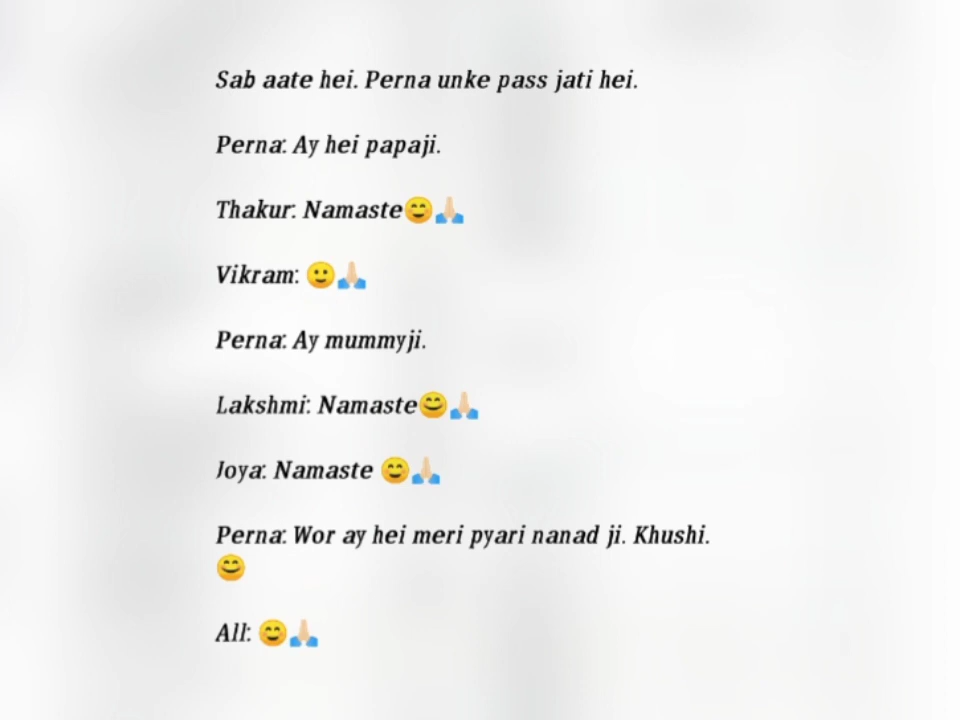 Sab aate hei. Perna unke pass jati hei.
Perna: Ay hei papaji.
Thakur: Namaste😊🙏🏼
Vikram: 🙂🙏🏼
Perna: Ay mummyji.
Lakshmi: Namaste😊🙏🏼
Joya: Namaste 😊🙏🏼
Perna: Wor ay hei meri pyari nanad ji. Khushi.
😊
All: 😊🙏🏼